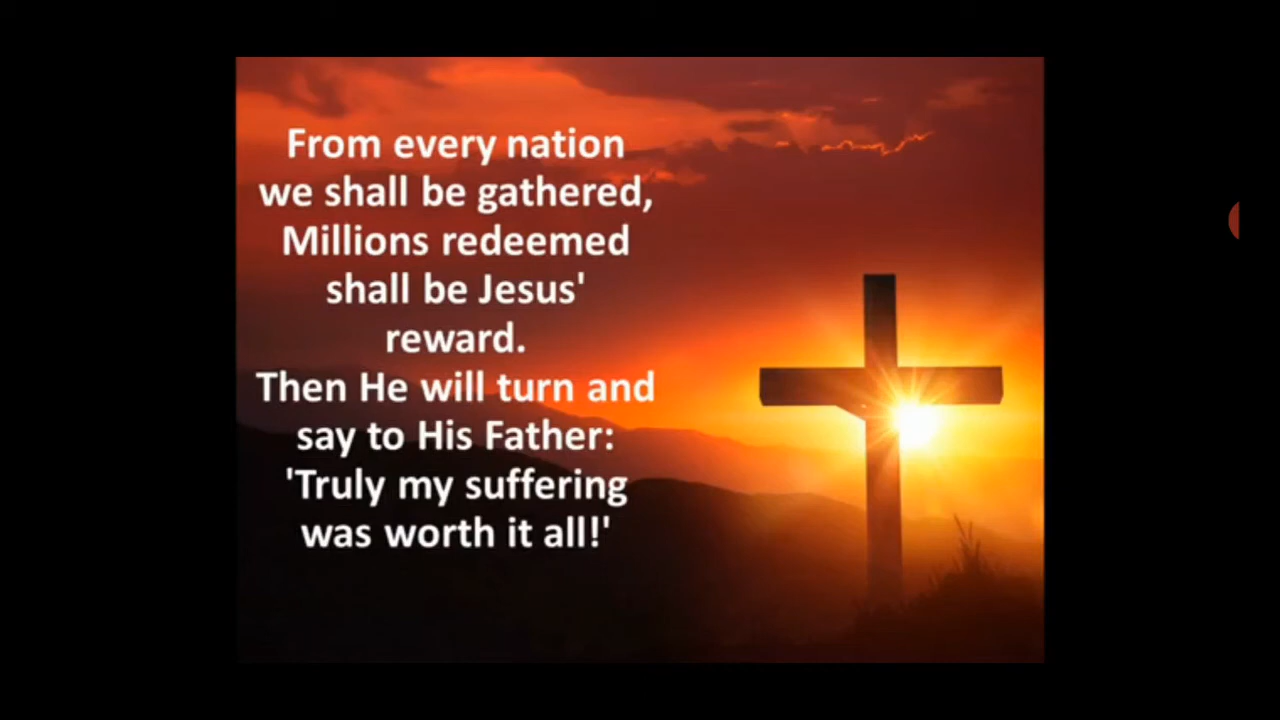 From every nation
we shall be gathered,
Millions redeemed
shall be Jesus'
reward.
Then He will turn and
say to His Father:
'Truly my suffering
was worth it all!'